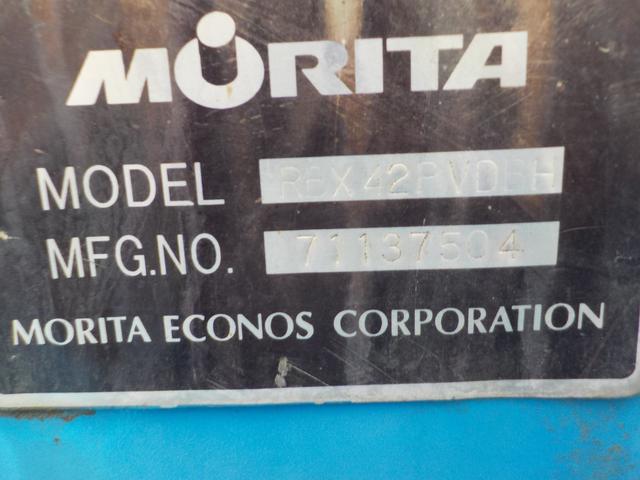 MORITA
MODEL
MFG.NO. 71137504
MORITA ECONOS CORPORATION